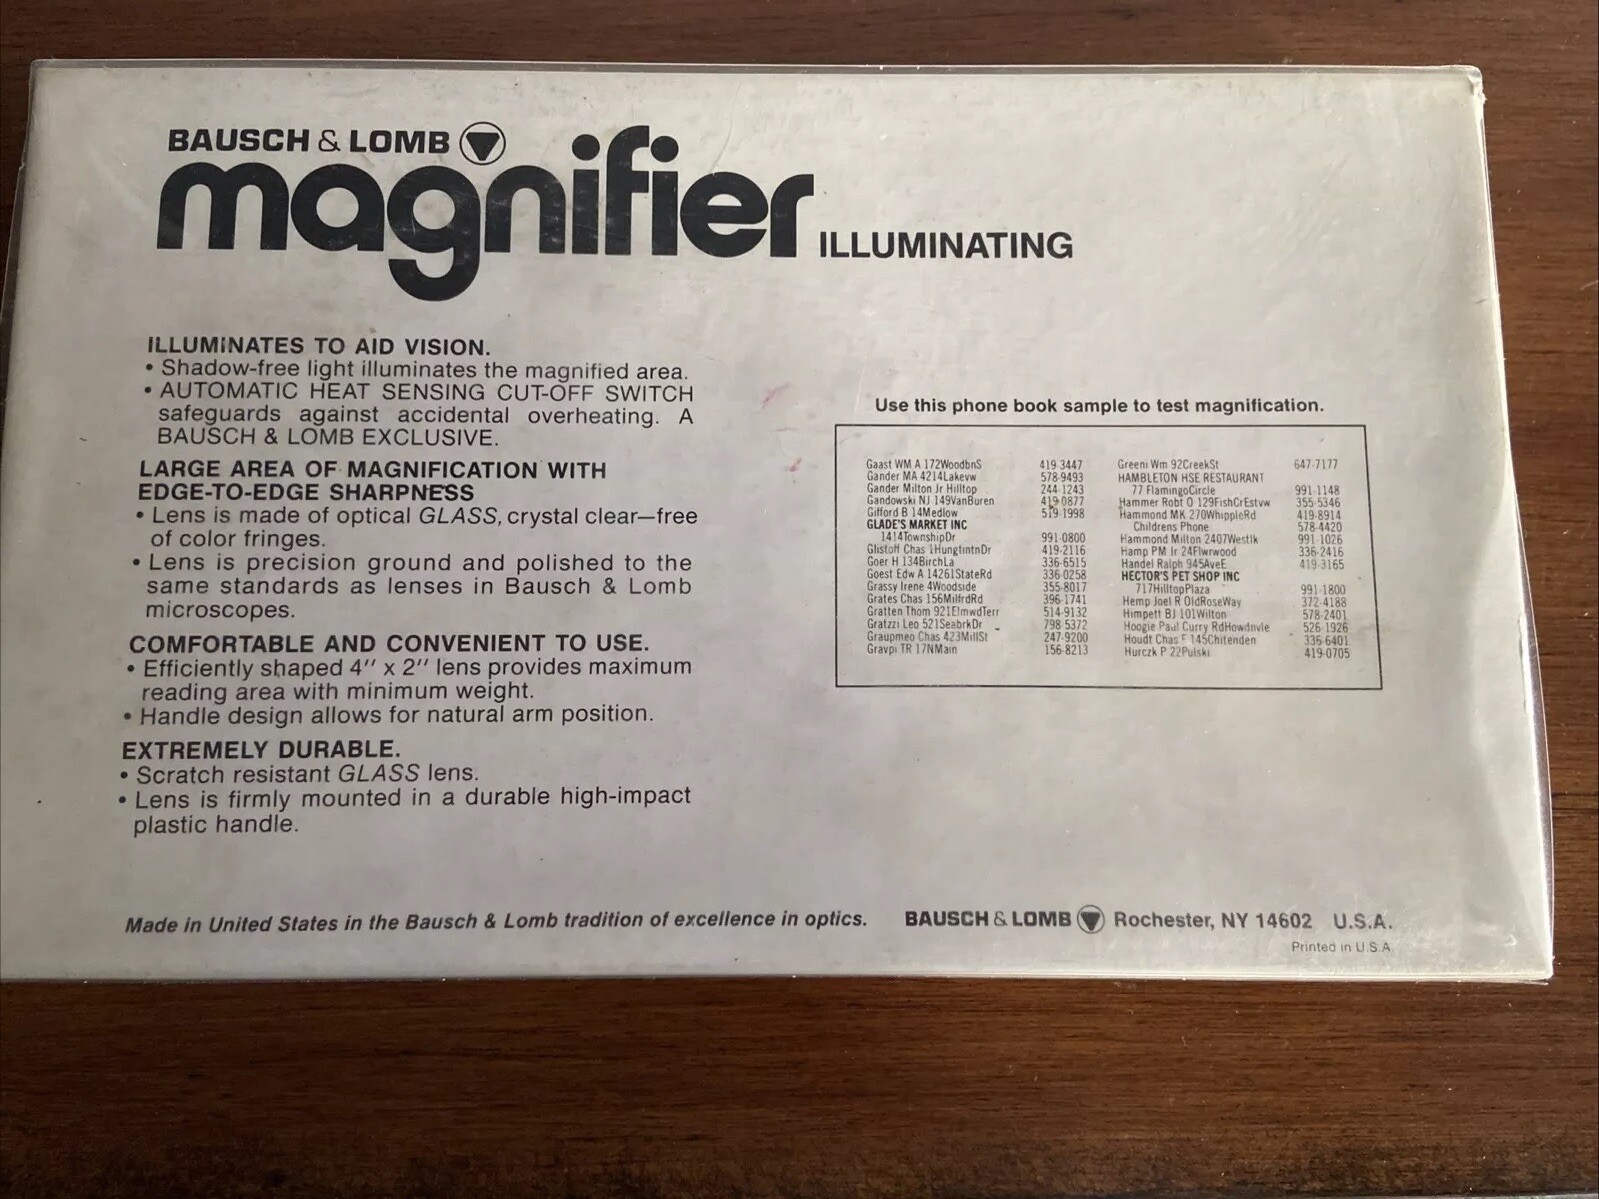 BAUSCH & LOMB
magnifier ILLUMINATING
ILLUMINATES TO AID VISION.
• Shadow-free light illuminates the magnified area.
• AUTOMATIC HEAT SENSING CUT-OFF SWITCH
safeguards against accidental overheating. A
BAUSCH & LOMB EXCLUSIVE.
LARGE AREA OF MAGNIFICATION WITH
EDGE-TO-EDGE SHARPNESS
• Lens is made of optical GLASS, crystal clear—free
of color fringes.
• Lens is precision ground and polished to the
same standards as lenses in Bausch & Lomb
microscopes.
COMFORTABLE AND CONVENIENT TO USE.
• Efficiently shaped 4" x 2" lens provides maximum
reading area with minimum weight.
• Handle design allows for natural arm position.
EXTREMELY DURABLE.
• Scratch resistant GLASS lens.
• Lens is firmly mounted in a durable high-impact
plastic handle.
Use this phone book sample to test magnification.
Gaast WM A 172WoodbnS 419-3447
Gander MA 4214Lakevw 578-9493
Gander Milton Jr Hilltop 244-1243
Gandowski NJ 149VanBuren 419-0877
Gifford B 14Medlow 519-1998
GLADE'S MARKET INC
1414TownshipDr 991-0800
Glistoff Chas 1HungtintnDr 419-2116
Goer H 134BirchLa 336-6515
Goest Edw A 14261StateRd 336-0258
Grassy Irene 4Woodside 355-8017
Grates Chas 156MilfrdRd 396-1741
Gratten Thom 921ElmwdTerr 514-9132
Gratzzi Leo 521SeabrkDr 798-5372
Graupmeo Chas 423MillSt 247-9200
Gravpi TR 17NMain 156-8213
Greeni Wm 92CreekSt 647-7177
HAMBLETON HSE RESTAURANT
77 FlamingoCircle 991-1148
Hammer Robt O 129FishCrEstvw 355-5346
Hammond MK 270WhippleRd 419-8914
Childrens Phone 578-4420
Hammond Milton 2407Westlk 991-1026
Hamp PM Jr 24Flwrwood 336-2416
Handel Ralph 945AveE 419-3165
HECTOR'S PET SHOP INC
717HilltopPlaza 991-1800
Hemp Joel R OldRoseWay 372-4188
Himpett BJ 101Wilton 578-2401
Hoogie Paul Curry RdHowdnvle 526-1926
Houdt Chas F 145Chitenden 336-6401
Hurczk P 22Pulski 419-0705
Made in United States in the Bausch & Lomb tradition of excellence in optics. BAUSCH & LOMB Rochester, NY 14602 U.S.A.
Printed in U.S.A.